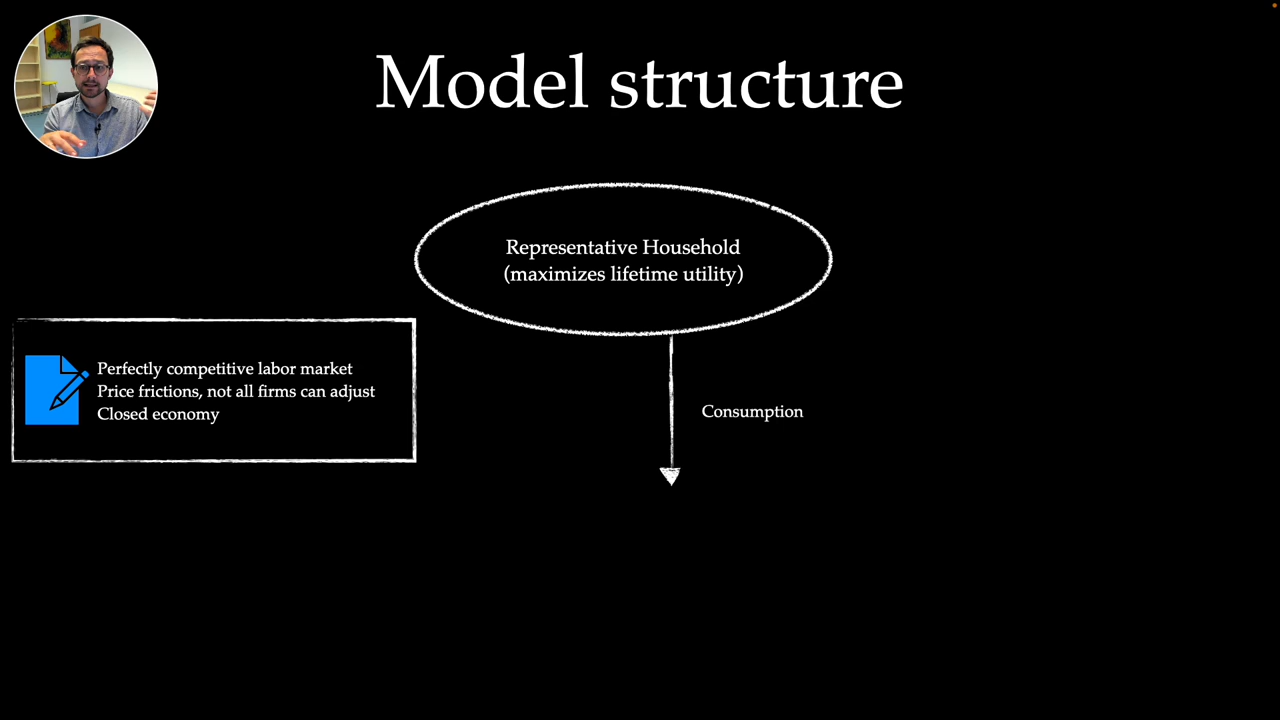 Model structure
Representative Household
(maximizes lifetime utility)
Perfectly competitive labor market
Price frictions, not all firms can adjust
Closed economy
Consumption